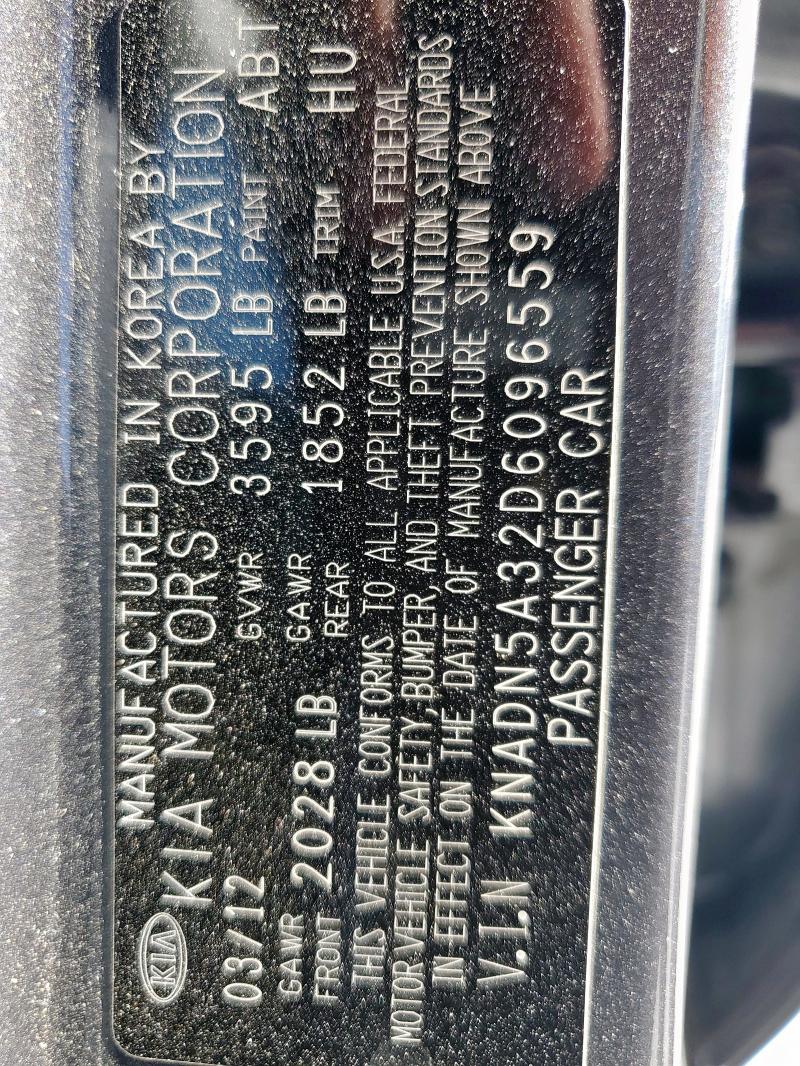 MANUFACTURED IN KOREA BY
KIA KIA MOTORS CORPORATION
03/12 GVWR 3595 LB PAINT ABT
GAWR FRONT 2028 LB GAWR REAR 1852 LB TRIM HU
THIS VEHICLE CONFORMS TO ALL APPLICABLE U.S.A. FEDERAL
MOTOR VEHICLE SAFETY, BUMPER, AND THEFT PREVENTION STANDARDS
IN EFFECT ON THE DATE OF MANUFACTURE SHOWN ABOVE
V.I.N KNADN5A32D6096559
PASSENGER CAR